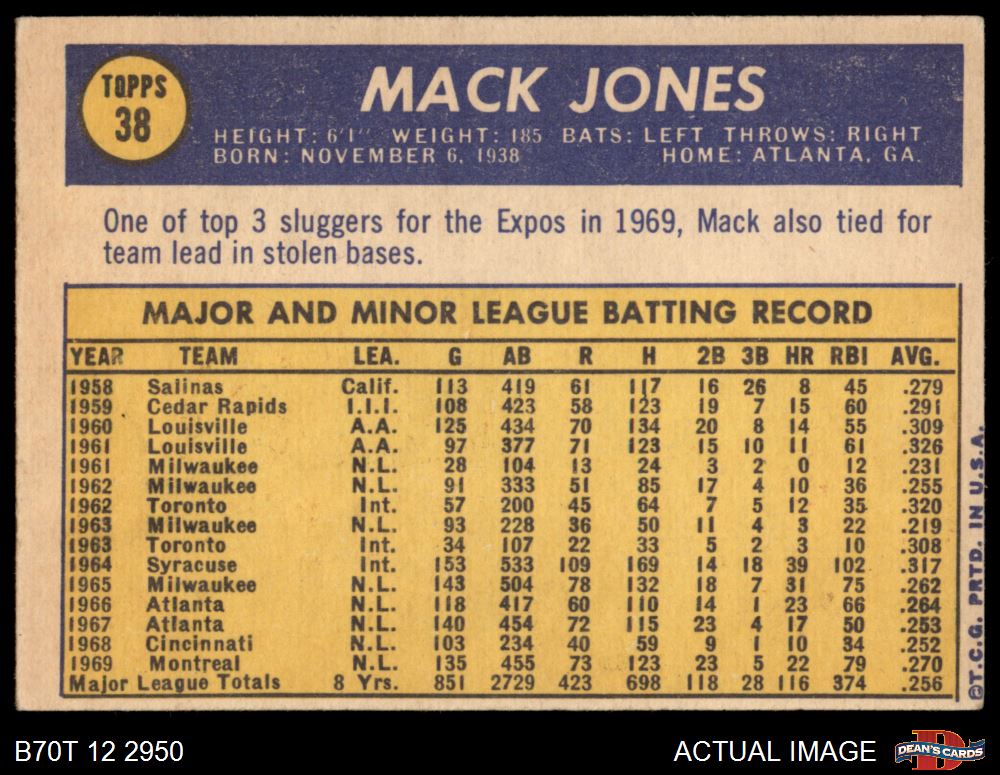 TOPPS
38
MACK JONES
HEIGHT: 6'1" WEIGHT: 185 BATS: LEFT THROWS: RIGHT
BORN: NOVEMBER 6, 1938 HOME: ATLANTA, GA.
One of top 3 sluggers for the Expos in 1969, Mack also tied for
team lead in stolen bases.
MAJOR AND MINOR LEAGUE BATTING RECORD
YEAR TEAM LEA. G AB R H 2B 3B HR RBI AVG.
1958 Salinas Calif. 113 419 61 117 16 26 8 45 .279
1959 Cedar Rapids I.I.I. 108 423 58 123 19 7 15 60 .291
1960 Louisville A.A. 125 434 70 134 20 8 14 55 .309
1961 Louisville A.A. 97 377 71 123 15 10 11 61 .326
1961 Milwaukee N.L. 28 104 13 24 3 2 0 12 .231
1962 Milwaukee N.L. 91 333 51 85 17 4 10 36 .255
1962 Toronto Int. 57 200 45 64 7 5 12 35 .320
1963 Milwaukee N.L. 93 228 36 50 11 4 3 22 .219
1963 Toronto Int. 34 107 22 33 5 2 3 10 .308
1964 Syracuse Int. 153 533 109 169 14 18 39 102 .317
1965 Milwaukee N.L. 143 504 78 132 18 7 31 75 .262
1966 Atlanta N.L. 118 417 60 110 14 1 23 66 .264
1967 Atlanta N.L. 140 454 72 115 23 4 17 50 .253
1968 Cincinnati N.L. 103 234 40 59 9 1 10 34 .252
1969 Montreal N.L. 135 455 73 123 23 5 22 79 .270
Major League Totals 8 Yrs. 851 2729 423 698 118 28 116 374 .256
©T.C.G. PRTD. IN U.S.A.
B70T 12 2950 ACTUAL IMAGE
D
DEAN'S CARDS